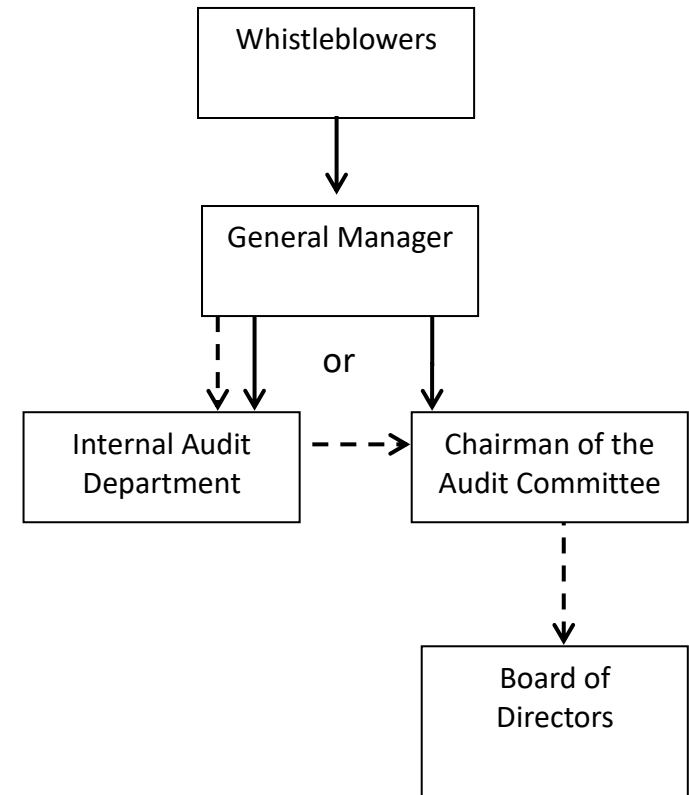 Whistleblowers
General Manager
or
Internal Audit
Department
Chairman of the
Audit Committee
Board of
Directors